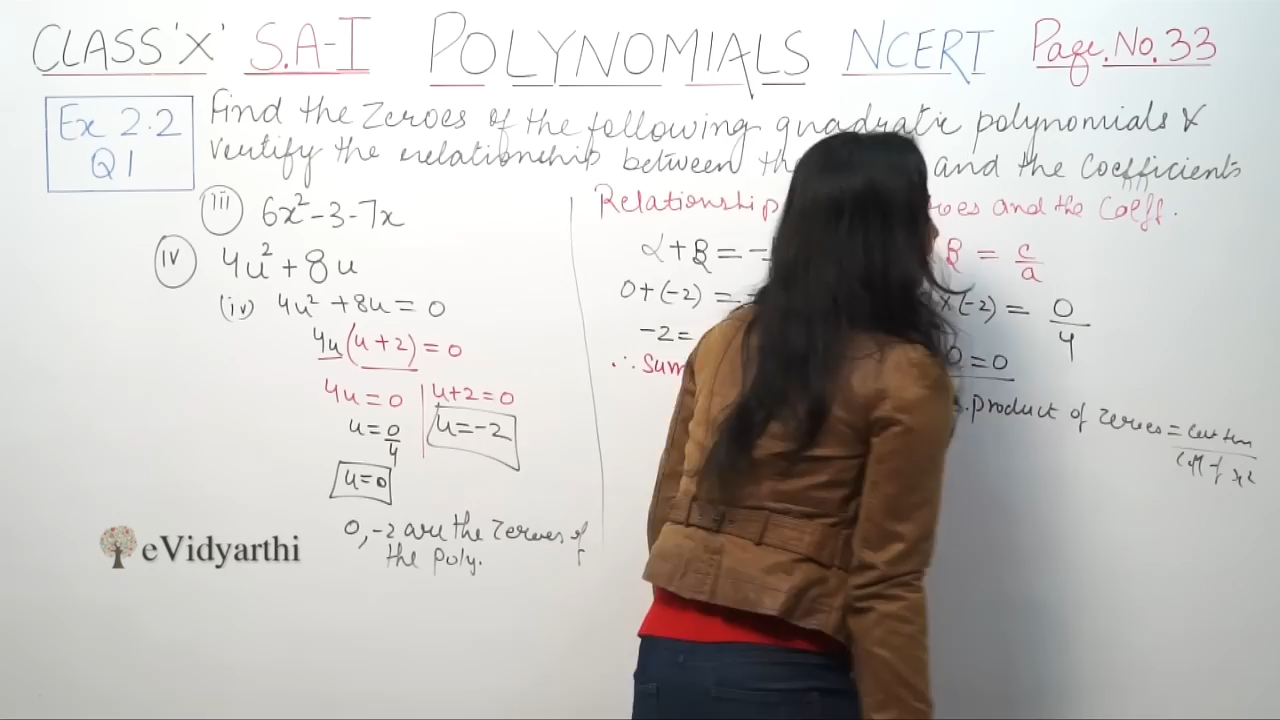 CLASS 'X' S.A-I POLYNOMIALS NCERT Page.No.33
Ex 2.2
Q1
Find the zeroes of the following quadratic polynomials &
verify the relationship between the and the coefficients
iii 6x²-3-7x
iv 4u²+8u
(iv) 4u²+8u=0
4u(u+2)=0
4u=0 | u+2=0
u=0/4 u=-2
u=0
0,-2 are the zeroes of
the poly.
Relationship and the Coeff.
α+β=-
β = c/a
0+(-2) =
×(-2) = 0/4
-2=
0=0
∴ Sum
product of zeroes =
coff of x²
eVidyarthi